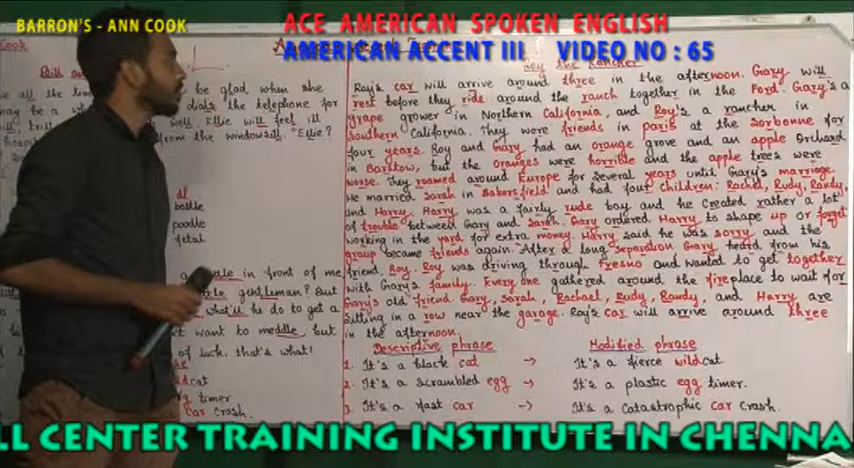 BARRON'S - ANN COOK
ACE AMERICAN SPOKEN ENGLISH
AMERICAN ACCENT III VIDEO NO : 65
Cook
Roy the Rancher
be glad when she
dials the telephone for
will Ellie will feel ill
from the windowsill. "Ellie?
dl
bottle
poodle
fetal
in front of me
gentleman? But
what'll he do to get a
t want to meddle, but
of luck. that's what!
timer
car crash.
Roy's car will arrive around three in the afternoon. Gary will
rest before they ride around the ranch together in the Ford. Gary's a
grape grower in Northern California, and Roy's a rancher in
southern California. They were friends in paris at the Sorbonne for
four years. Roy and Gary had an orange grove and an apple Orchard
in Barstow, but the oranges were horrible and the apple trees were
worse. They roamed around Europe for several years until Gary's marriage.
He married Sarah in Bakersfield and had four children: Rachel, Rudy, Randy,
and Harry. Harry was a fairly rude boy and he created rather a lot
of trouble between Gary and Sarah. Gary ordered Harry to shape up or forget
working in the yard for extra money. Harry said he was sorry and the
group became friends again. After a long separation Gary heard from his
friend, Roy. Roy was driving through fresno and wanted to get together
with Gary's family. Every one gathered around the fireplace to wait for
Gary's old friend Gary, Sarah, Rachael, Rudy, Randy, and Harry are
sitting in a row near the garage. Roy's car will arrive around three
in the afternoon.
Descriptive phrase Modified phrase
1. It's a black cat → It's a fierce wildcat
2. It's a scrambled egg → It's a plastic egg timer.
3. It's a fast car → It's a catastrophic car crash.
LL CENTER TRAINING INSTITUTE IN CHENNA